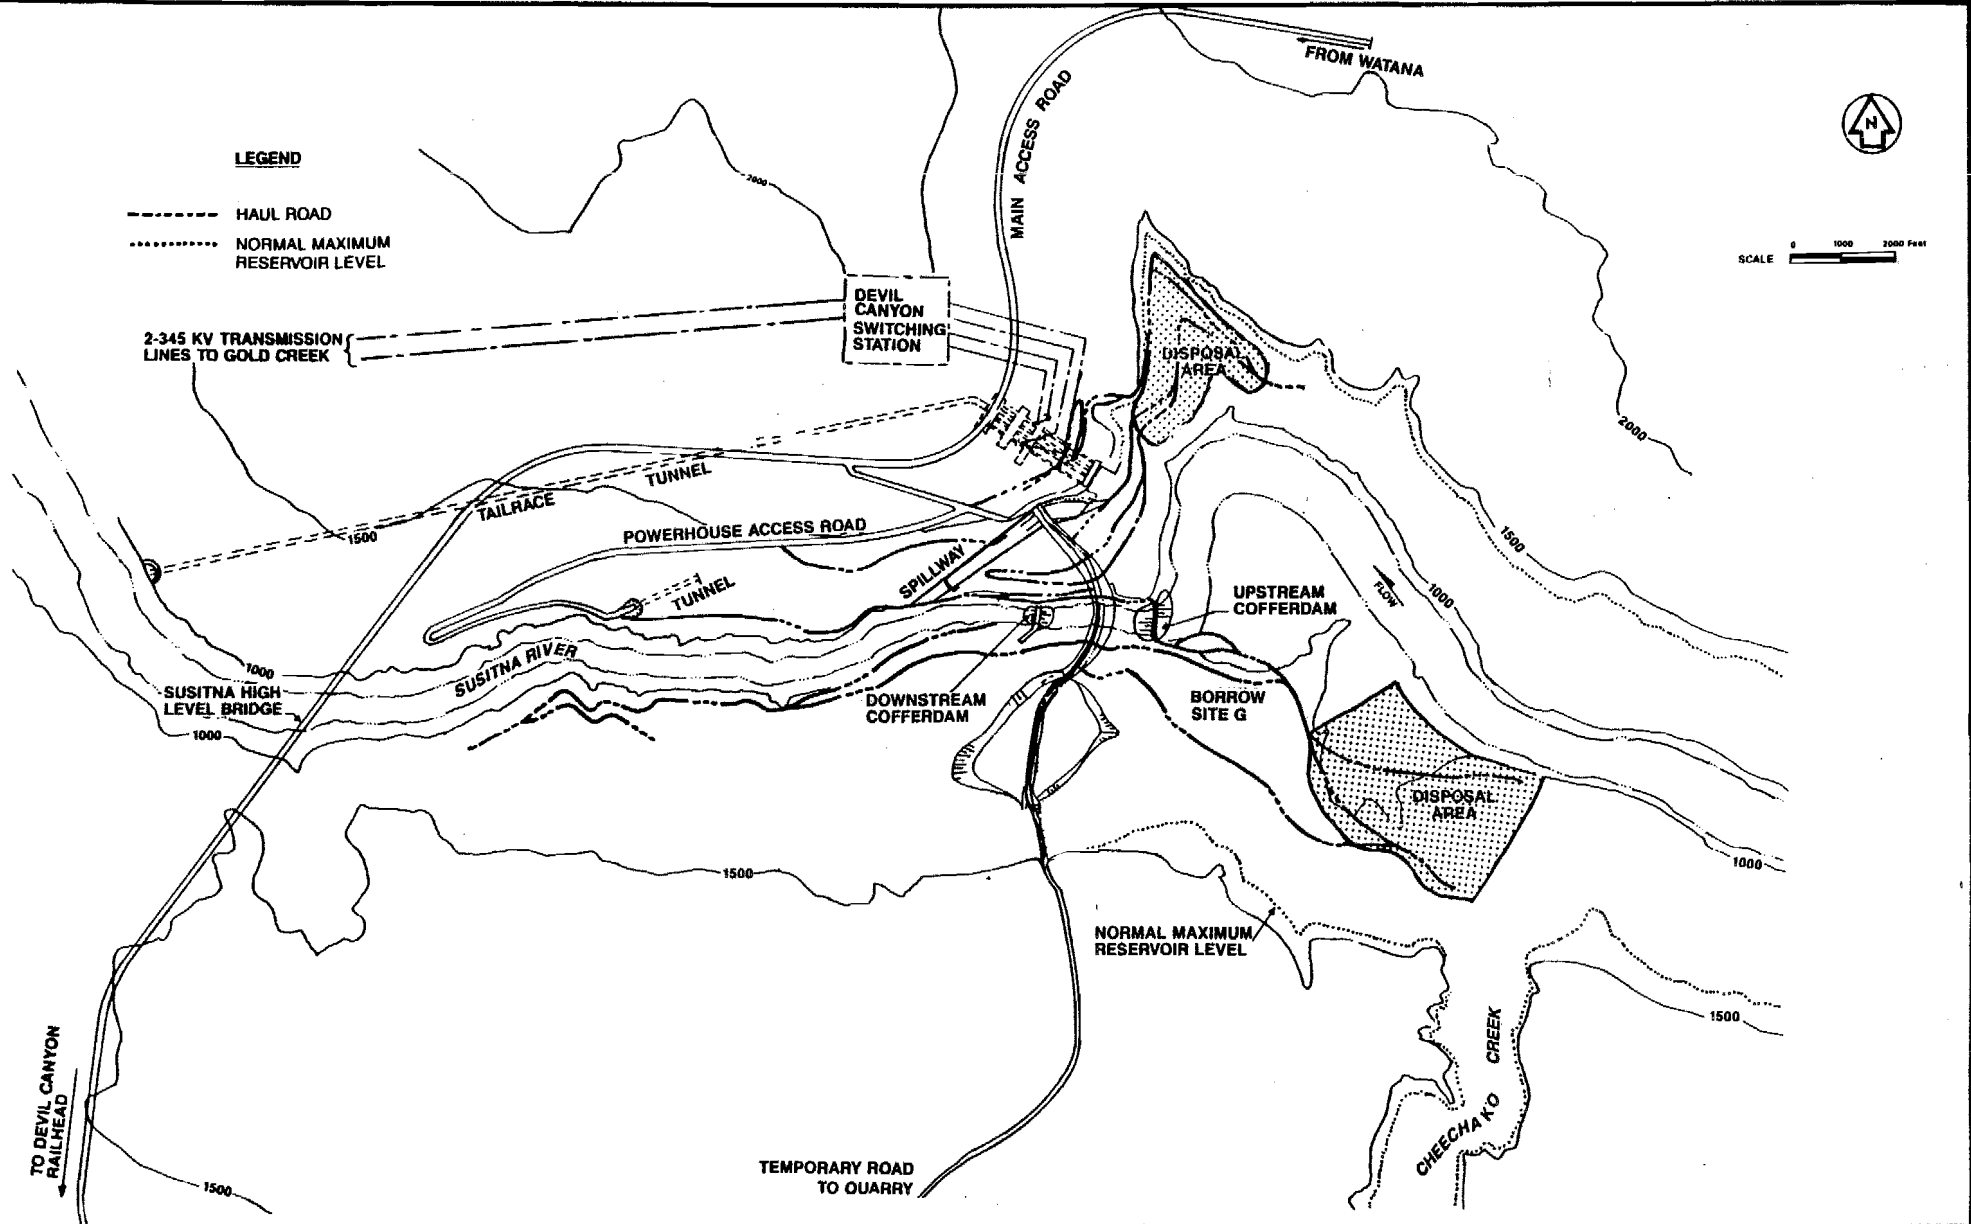 FROM WATANA
MAIN ACCESS ROAD
N
LEGEND
HAUL ROAD
NORMAL MAXIMUM
RESERVOIR LEVEL
2000
SCALE
0 1000 2000 Feet
DEVIL
CANYON
SWITCHING
STATION
2-345 KV TRANSMISSION
LINES TO GOLD CREEK
DISPOSAL
AREA
2000
TAILRACE TUNNEL
1500
POWERHOUSE ACCESS ROAD
1500
SPILLWAY
TUNNEL
FLOW
1000
UPSTREAM
COFFERDAM
SUSITNA RIVER
1000
SUSITNA HIGH
LEVEL BRIDGE
1000
DOWNSTREAM
COFFERDAM
BORROW
SITE G
DISPOSAL
AREA
1000
1500
NORMAL MAXIMUM
RESERVOIR LEVEL
1500
CHEECHAKO CREEK
TO DEVIL CANYON
RAILHEAD
1500
TEMPORARY ROAD
TO QUARRY